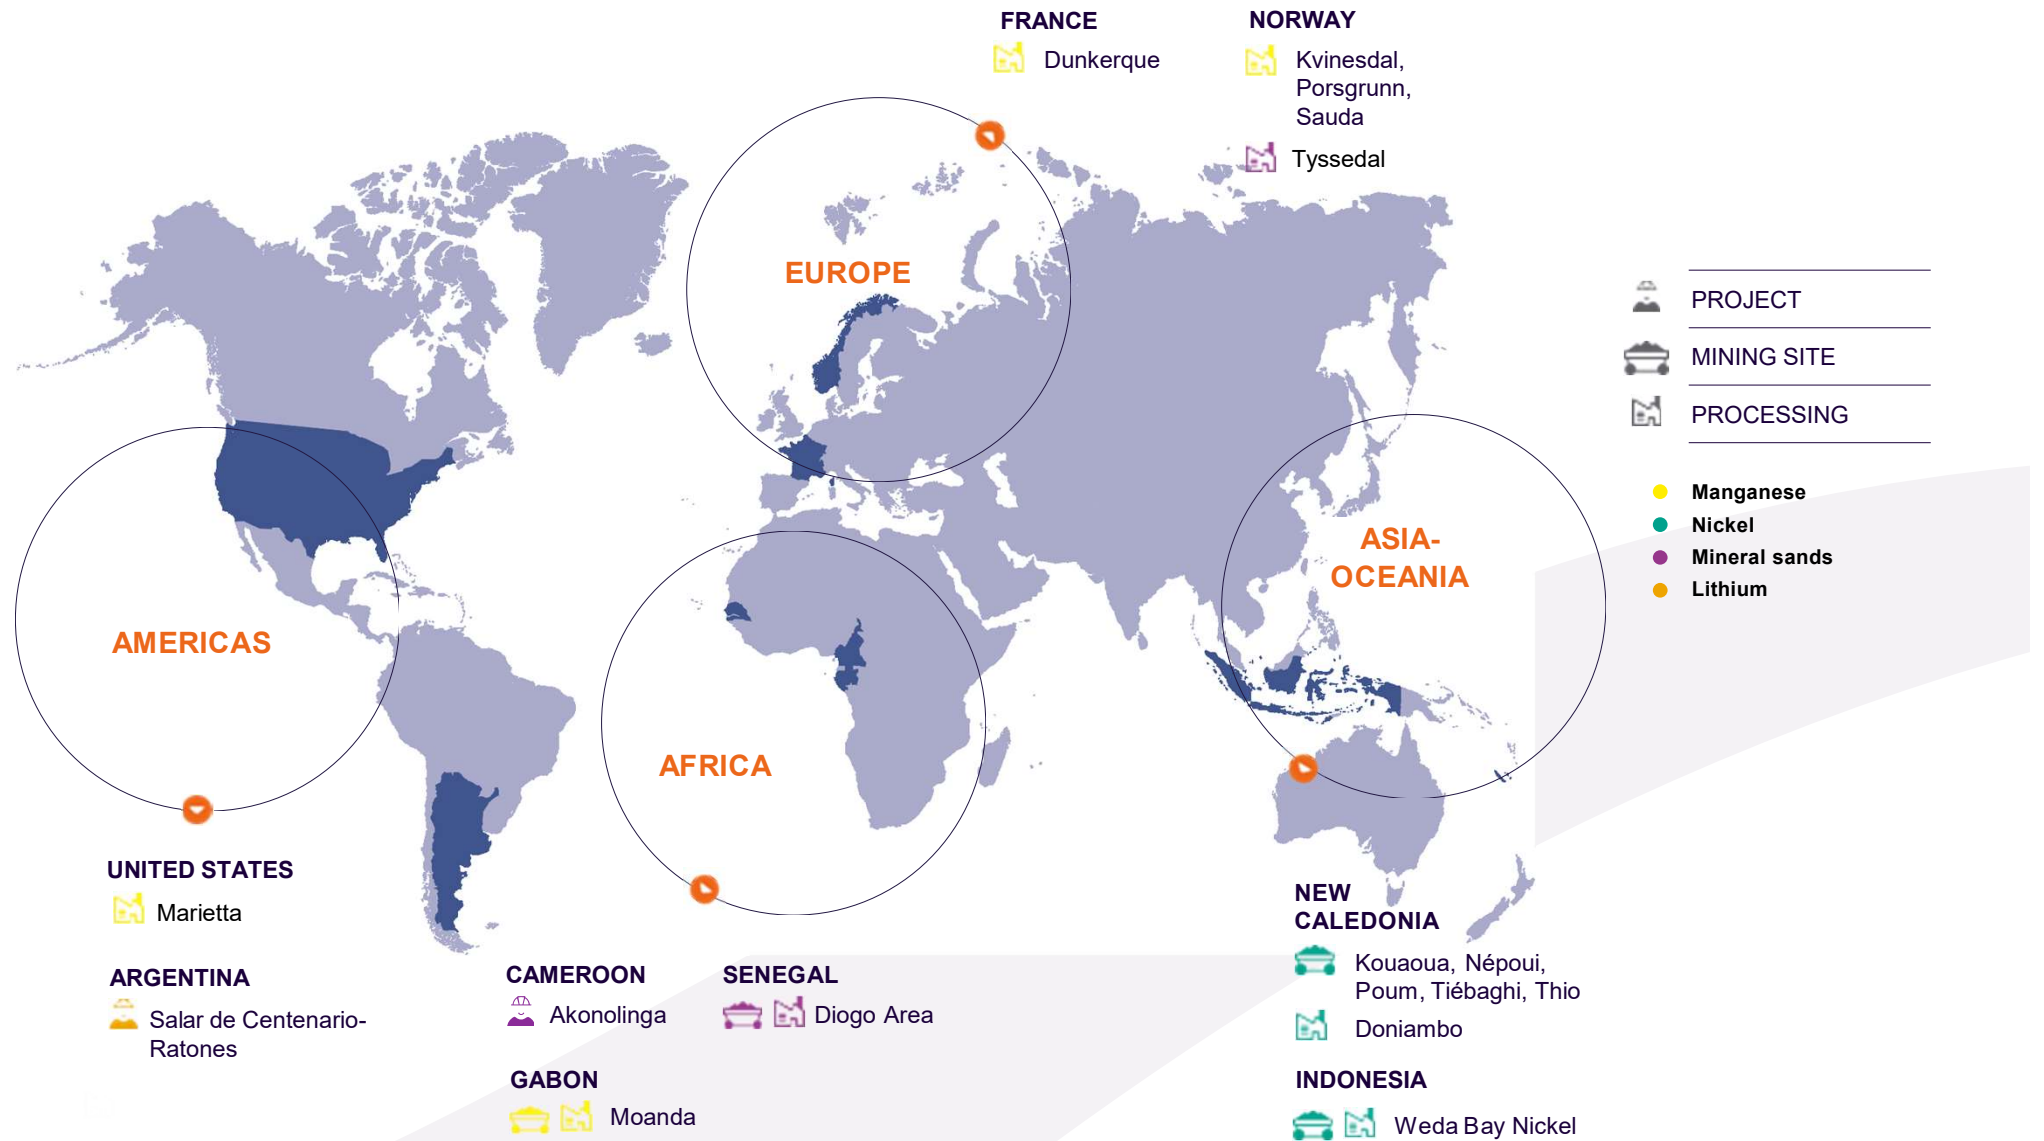 FRANCE
Dunkerque
NORWAY
Kvinesdal,
Porsgrunn,
Sauda
Tyssedal
EUROPE
PROJECT
MINING SITE
PROCESSING
Manganese
Nickel
Mineral sands
Lithium
ASIA-
OCEANIA
AMERICAS
AFRICA
UNITED STATES
Marietta
ARGENTINA
Salar de Centenario-
Ratones
CAMEROON
Akonolinga
SENEGAL
Diogo Area
GABON
Moanda
NEW
CALEDONIA
Kouaoua, Népoui,
Poum, Tiébaghi, Thio
Doniambo
INDONESIA
Weda Bay Nickel